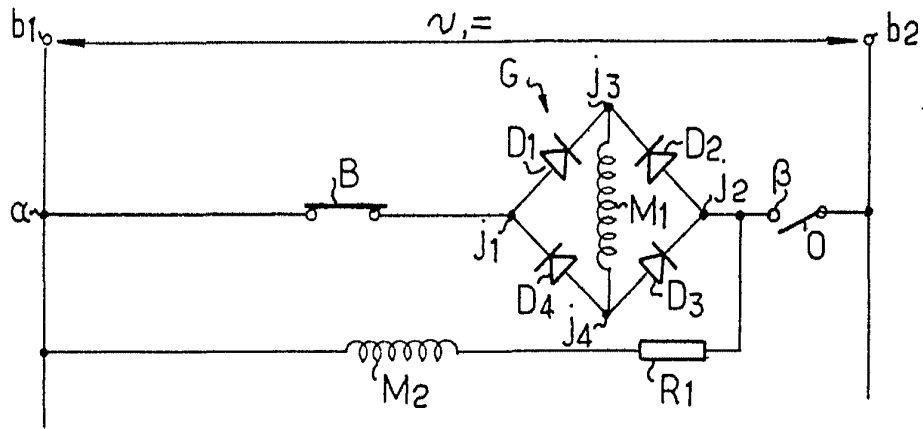 b1 ∿,= b2
G j3
D1 D2
B j2 β
α M1
j1 O
D4 D3
j4
M2 R1